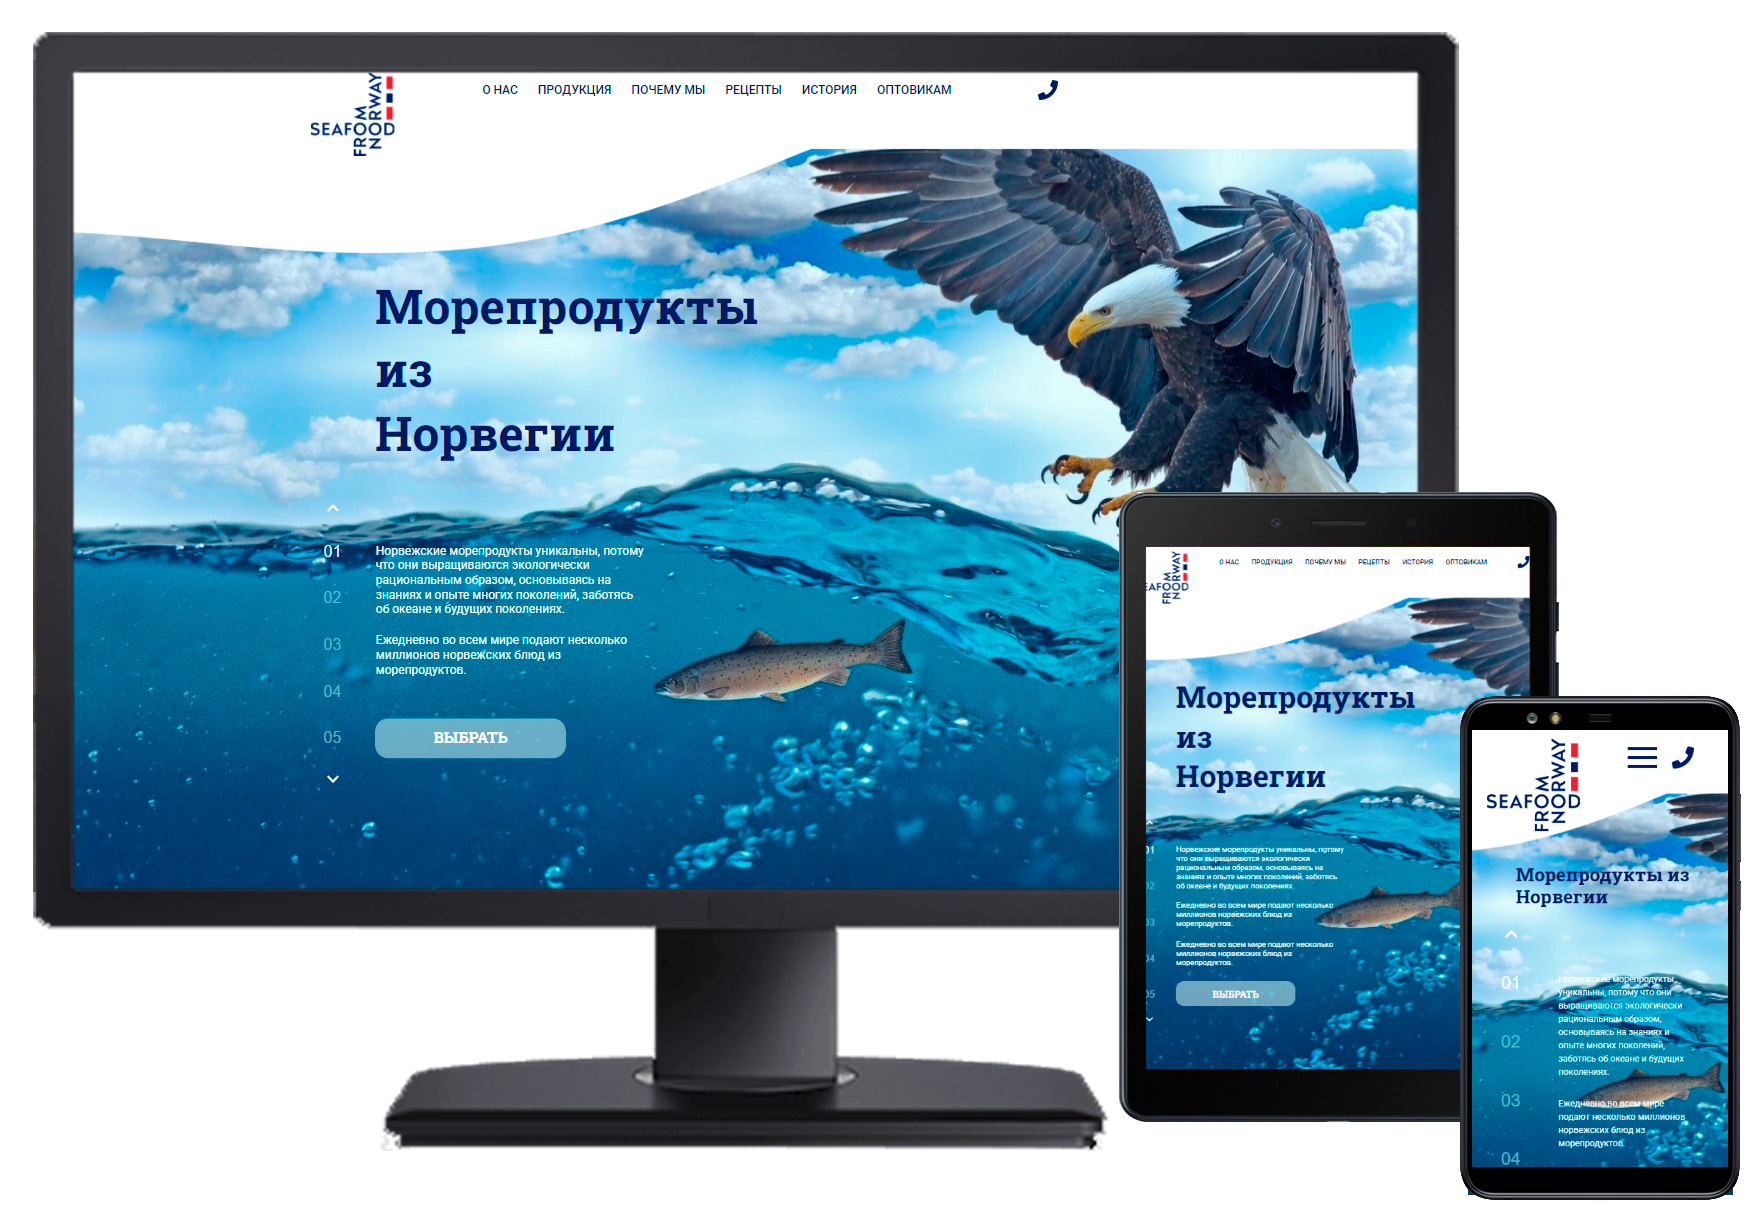 SEAFOOD
FROM
NORWAY
О НАС ПРОДУКЦИЯ ПОЧЕМУ МЫ РЕЦЕПТЫ ИСТОРИЯ ОПТОВИКАМ
Морепродукты
из
Норвегии
01
02
03
04
05
Норвежские морепродукты уникальны, потому
что они выращиваются экологически
рациональным образом, основываясь на
знаниях и опыте многих поколений, заботясь
об океане и будущих поколениях.
Ежедневно во всем мире подают несколько
миллионов норвежских блюд из
морепродуктов.
ВЫБРАТЬ
EAFOOD
FROM
NORWAY
О НАС ПРОДУКЦИЯ ПОЧЕМУ МЫ РЕЦЕПТЫ ИСТОРИЯ ОПТОВИКАМ
Морепродукты
из
Норвегии
01
02
03
04
05
Норвежские морепродукты уникальны, потому
что они выращиваются экологически
рациональным образом, основываясь на
знаниях и опыте многих поколений, заботясь
об океане и будущих поколениях.
Ежедневно во всем мире подают несколько
миллионов норвежских блюд из
морепродуктов.
Ежедневно во всем мире подают несколько
миллионов норвежских блюд из
морепродуктов.
ВЫБРАТЬ
SEAFOOD
FROM
NORWAY
Морепродукты из
Норвегии
01
02
03
04
Норвежские морепродукты
уникальны, потому что они
выращиваются экологически
рациональным образом,
основываясь на знаниях и
опыте многих поколений,
заботясь об океане и будущих
поколениях.
Ежедневно во всем мире
подают несколько миллионов
норвежских блюд из
морепродуктов.